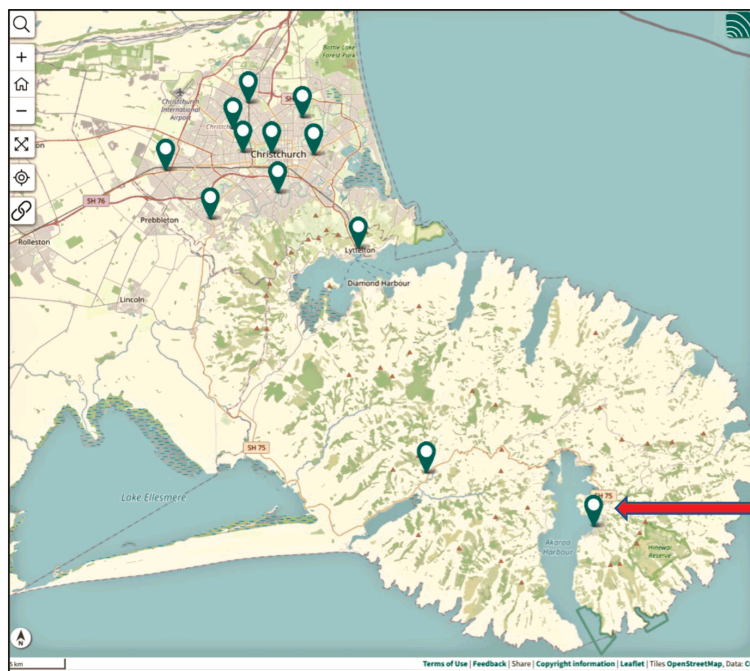 Bottle Lake
Forest Park
Christchurch
International
Airport
SH
Christchurch
SH 76
Prebbleton
Rolleston
Lyttelton
Diamond Harbour
Lincoln
SH 75
Lake Ellesmere
SH 75
Akaroa
Harbour
Hinewai
Reserve
N
5 km
Terms of Use | Feedback | Share | Copyright information | Leaflet | Tiles OpenStreetMap, Data: C